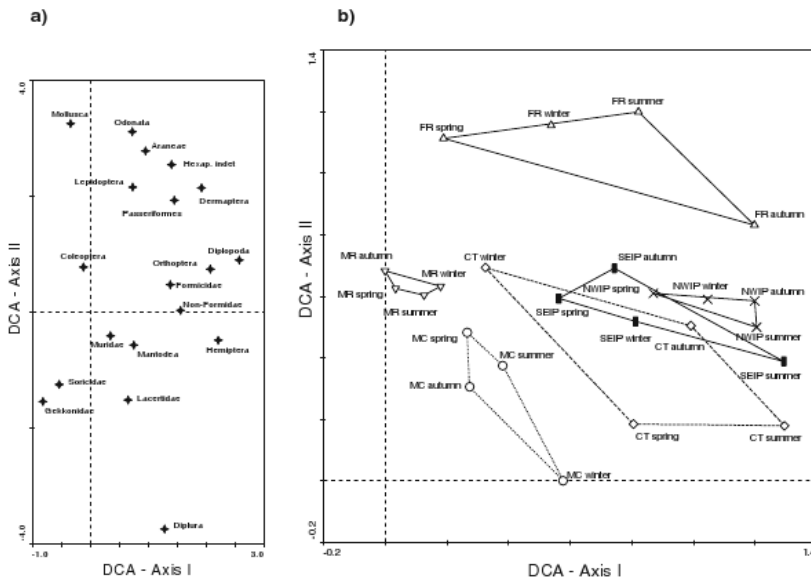 a)
4.0
Mollusca
Odonata
Araneae
Hexap. indet
Lepidoptera
Dermaptera
Passeriformes
Coleoptera
Diplopoda
Orthoptera
Formicidae
Non-Formidae
Muridae
Mantodea
Hemiptera
Soricidae
Gekkonidae
Lacertidae
Diplura
-4.0
-1.0
3.0
DCA - Axis II
DCA - Axis I
b)
1.4
FR summer
FR winter
FR spring
FR autumn
MR autumn
CT winter
SEIP autumn
MR winter
NWIP spring
NWIP winter
NWIP autumn
MR spring
MR summer
SEIP spring
NWIP summer
MC spring
SEIP winter
CT autumn
MC summer
SEIP summer
MC autumn
CT spring
CT summer
MC winter
-0.2
-0.2
1.4
DCA - Axis II
DCA - Axis I